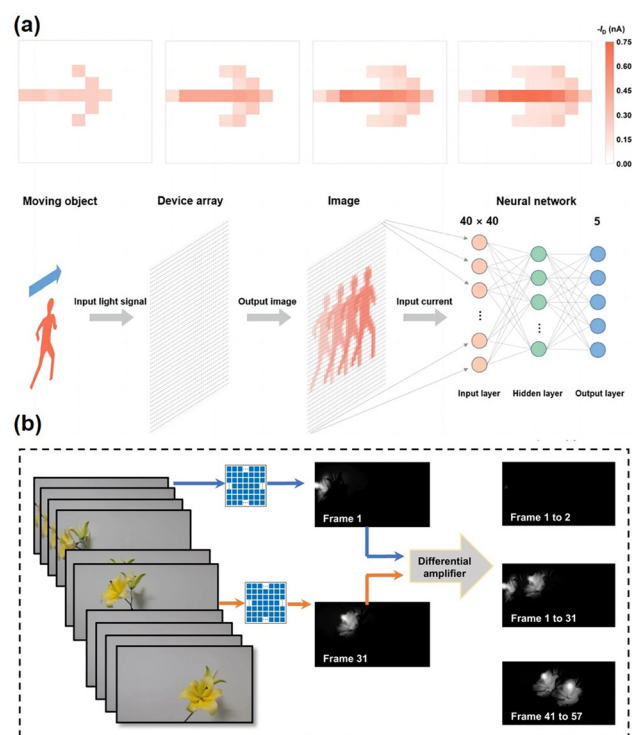 (a)
-I_D (nA)
0.75
0.60
0.45
0.30
0.15
0.00
Moving object
Device array
Image
Neural network
40 × 40
5
Input light signal
Output image
Input current
Input layer
Hidden layer
Output layer
(b)
Frame 1
Frame 1 to 2
Differential
amplifier
Frame 1 to 31
Frame 31
Frame 41 to 57